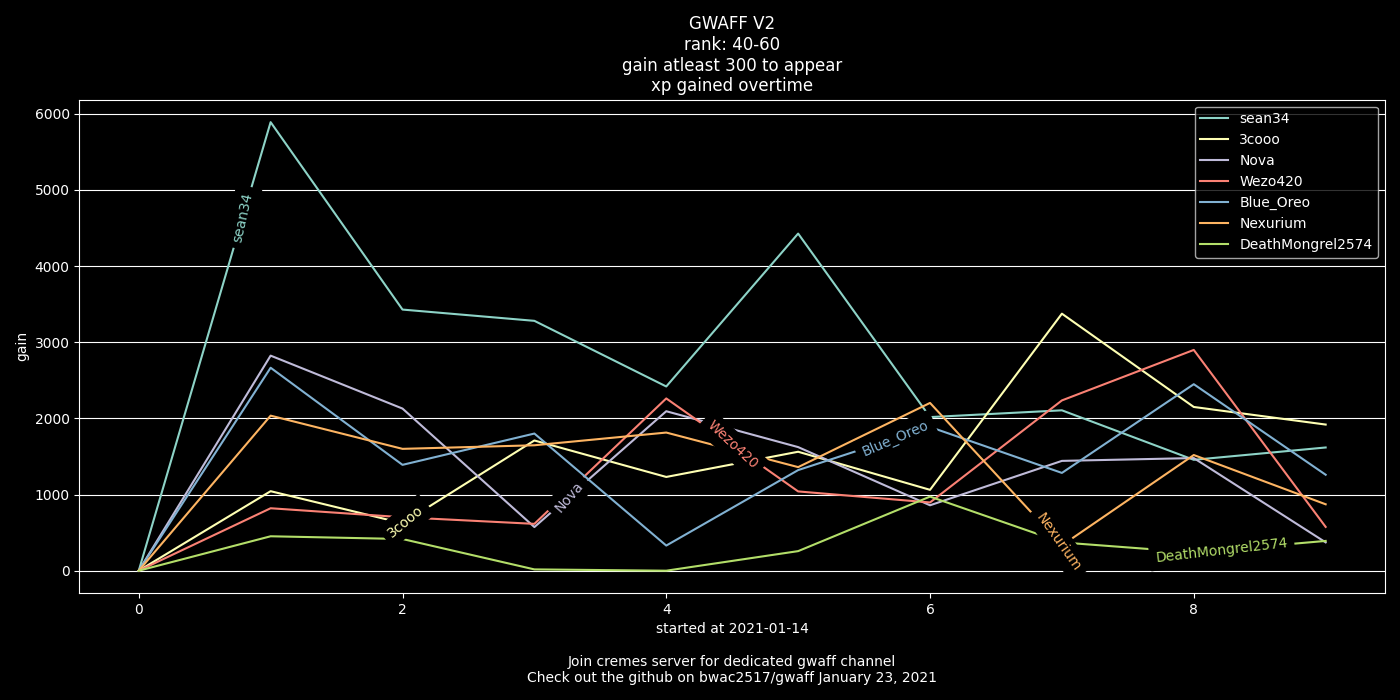 GWAFF V2
rank: 40-60
gain atleast 300 to appear
xp gained overtime
6000
5000
4000
3000
2000
1000
0
gain
sean34
3cooo
Nova
Wezo420
Blue_Oreo
Nexurium
DeathMongrel2574
sean34
3cooo
Nova
Wezo420
Blue_Oreo
Nexurium
DeathMongrel2574
0 2 4 6 8
started at 2021-01-14
Join cremes server for dedicated gwaff channel
Check out the github on bwac2517/gwaff January 23, 2021